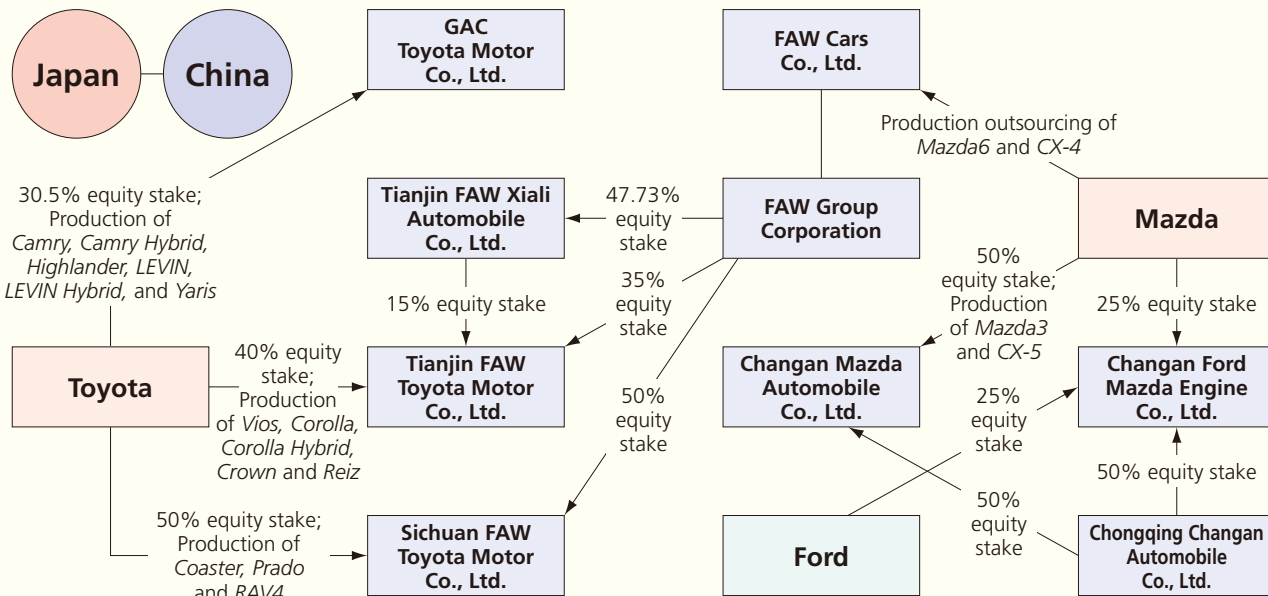 Japan
China
GAC
Toyota Motor
Co., Ltd.
FAW Cars
Co., Ltd.
Production outsourcing of
Mazda6 and CX-4
30.5% equity stake;
Production of
Camry, Camry Hybrid,
Highlander, LEVIN,
LEVIN Hybrid, and Yaris
Tianjin FAW Xiali
Automobile
Co., Ltd.
47.73%
equity
stake
FAW Group
Corporation
Mazda
15% equity stake
35%
equity
stake
50%
equity stake;
Production
of Mazda3
and CX-5
25% equity stake
Toyota
40% equity
stake;
Production
of Vios, Corolla,
Corolla Hybrid,
Crown and Reiz
Tianjin FAW
Toyota Motor
Co., Ltd.
50%
equity
stake
Changan Mazda
Automobile
Co., Ltd.
Changan Ford
Mazda Engine
Co., Ltd.
25%
equity
stake
50% equity stake
50% equity stake;
Production of
Coaster, Prado
and RAV4
Sichuan FAW
Toyota Motor
Co., Ltd.
Ford
50%
equity
stake
Chongqing Changan
Automobile
Co., Ltd.